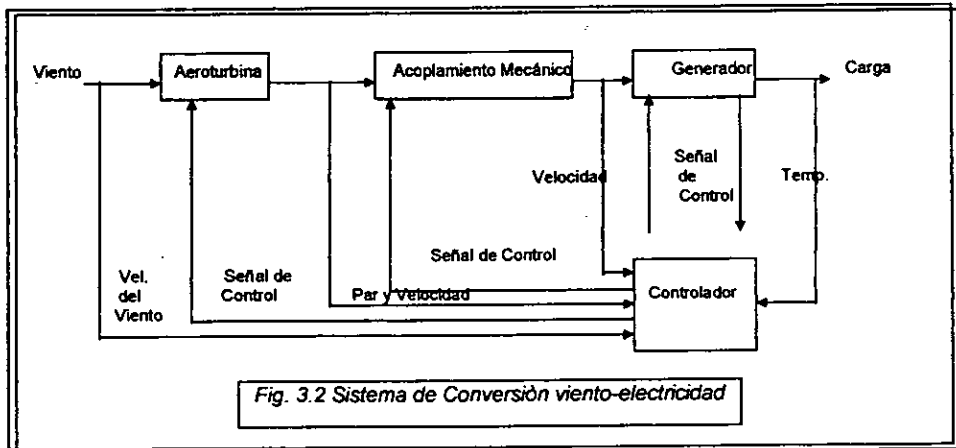 Viento
Aeroturbina
Acoplamiento Mecánico
Generador
Carga
Velocidad
Señal
de
Control
Temp.
Señal de Control
Vel.
del
Viento
Señal de
Control
Par y Velocidad
Controlador
Fig. 3.2 Sistema de Conversión viento-electricidad